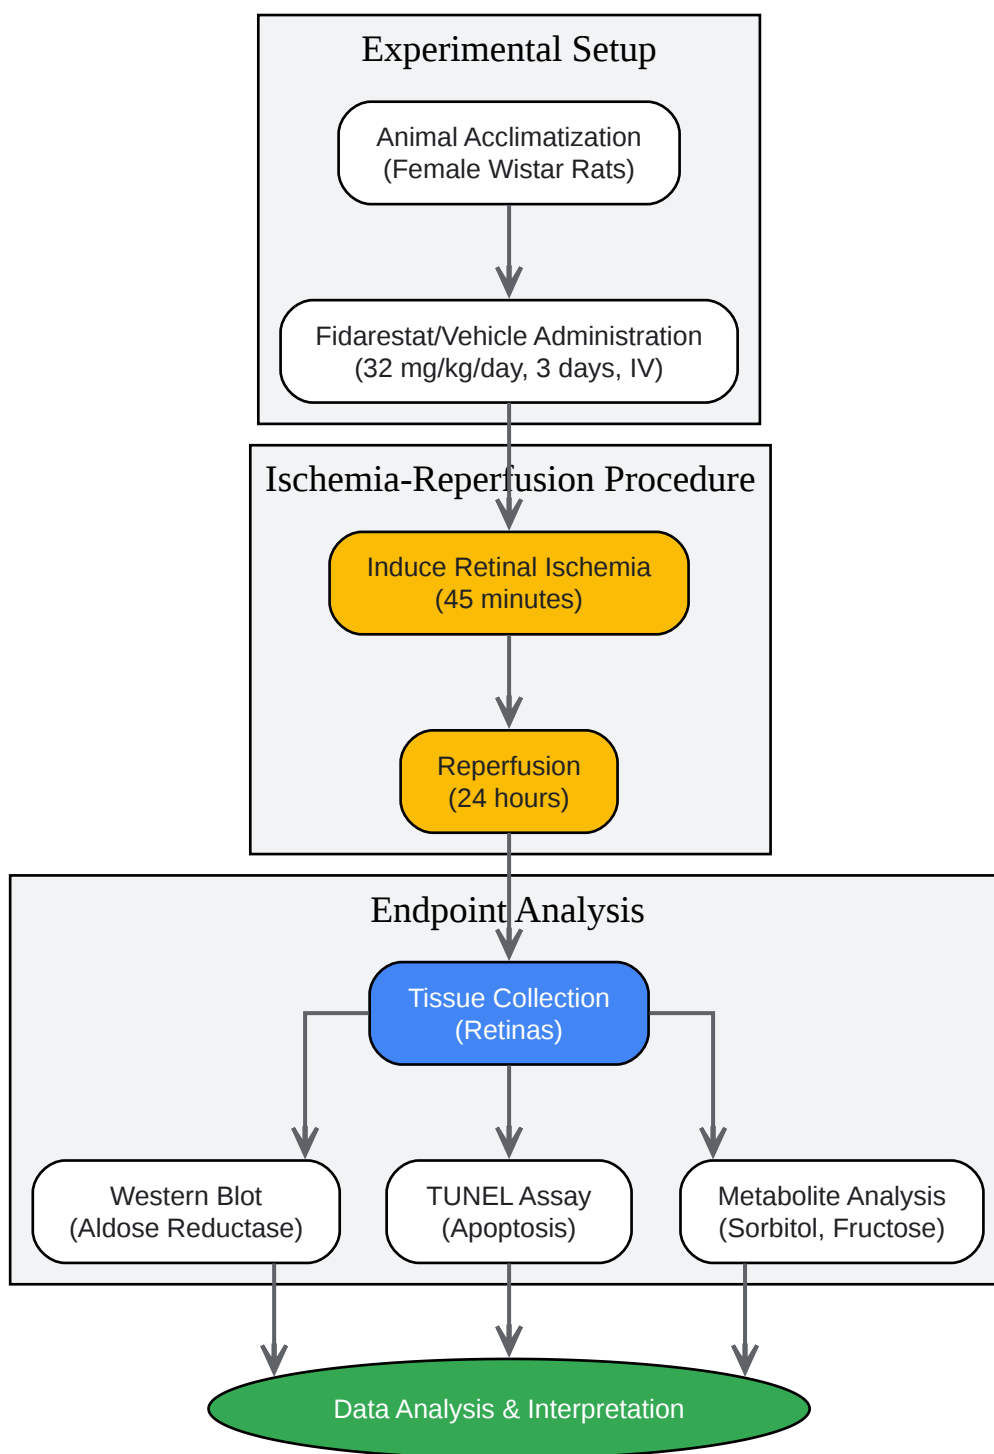 Experimental Setup
Animal Acclimatization
(Female Wistar Rats)
Fidarestat/Vehicle Administration
(32 mg/kg/day, 3 days, IV)
Ischemia-Reperfusion Procedure
Induce Retinal Ischemia
(45 minutes)
Reperfusion
(24 hours)
Endpoint Analysis
Tissue Collection
(Retinas)
Western Blot
(Aldose Reductase)
TUNEL Assay
(Apoptosis)
Metabolite Analysis
(Sorbitol, Fructose)
Data Analysis & Interpretation